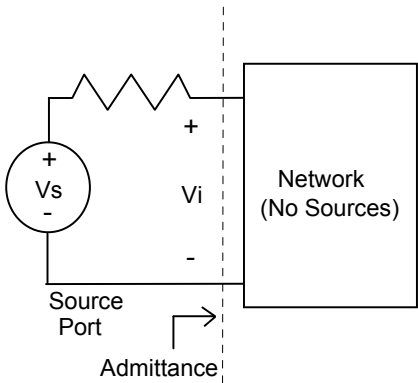 +
+
Vs
-
Vi
-
Network
(No Sources)
Source
Port
Admittance